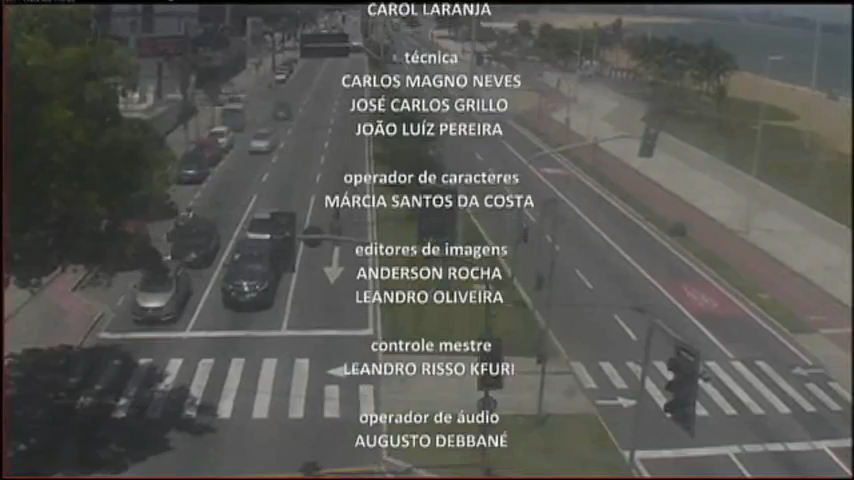 CAROL LARANJA
técnica
CARLOS MAGNO NEVES
JOSÉ CARLOS GRILLO
JOÃO LUÍZ PEREIRA
operador de caracteres
MÁRCIA SANTOS DA COSTA
editores de imagens
ANDERSON ROCHA
LEANDRO OLIVEIRA
controle mestre
LEANDRO RISSO KFURI
operador de áudio
AUGUSTO DEBBANÉ